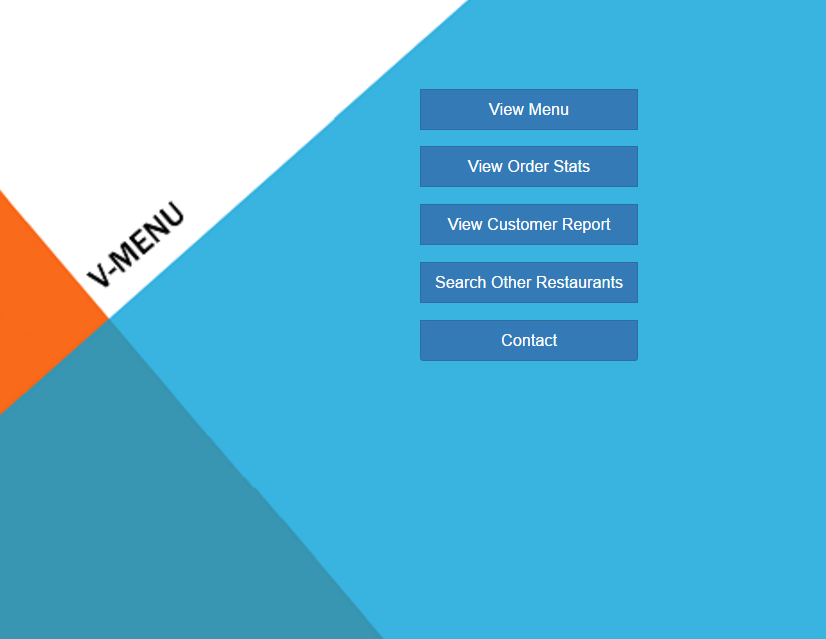 V-MENU
View Menu
View Order Stats
View Customer Report
Search Other Restaurants
Contact